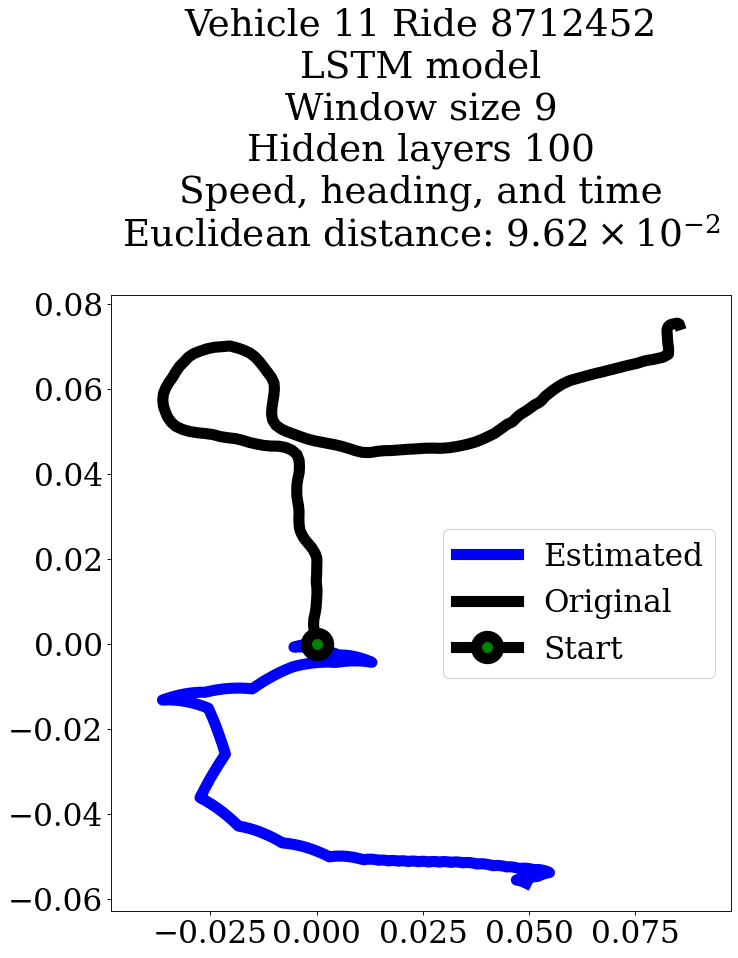 Vehicle 11 Ride 8712452
LSTM model
Window size 9
Hidden layers 100
Speed, heading, and time
Euclidean distance: 9.62 × 10⁻²
0.08
0.06
0.04
0.02
0.00
−0.02
−0.04
−0.06
Estimated
Original
Start
−0.025 0.000 0.025 0.050 0.075